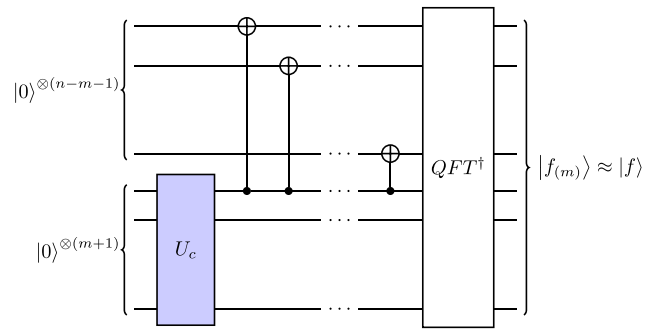 · · ·
· · ·
|0⟩^{⊗(n−m−1)}
· · ·
QFT† |f_{(m)}⟩ ≈ |f⟩
· · ·
· · ·
|0⟩^{⊗(m+1)} U_c
· · ·